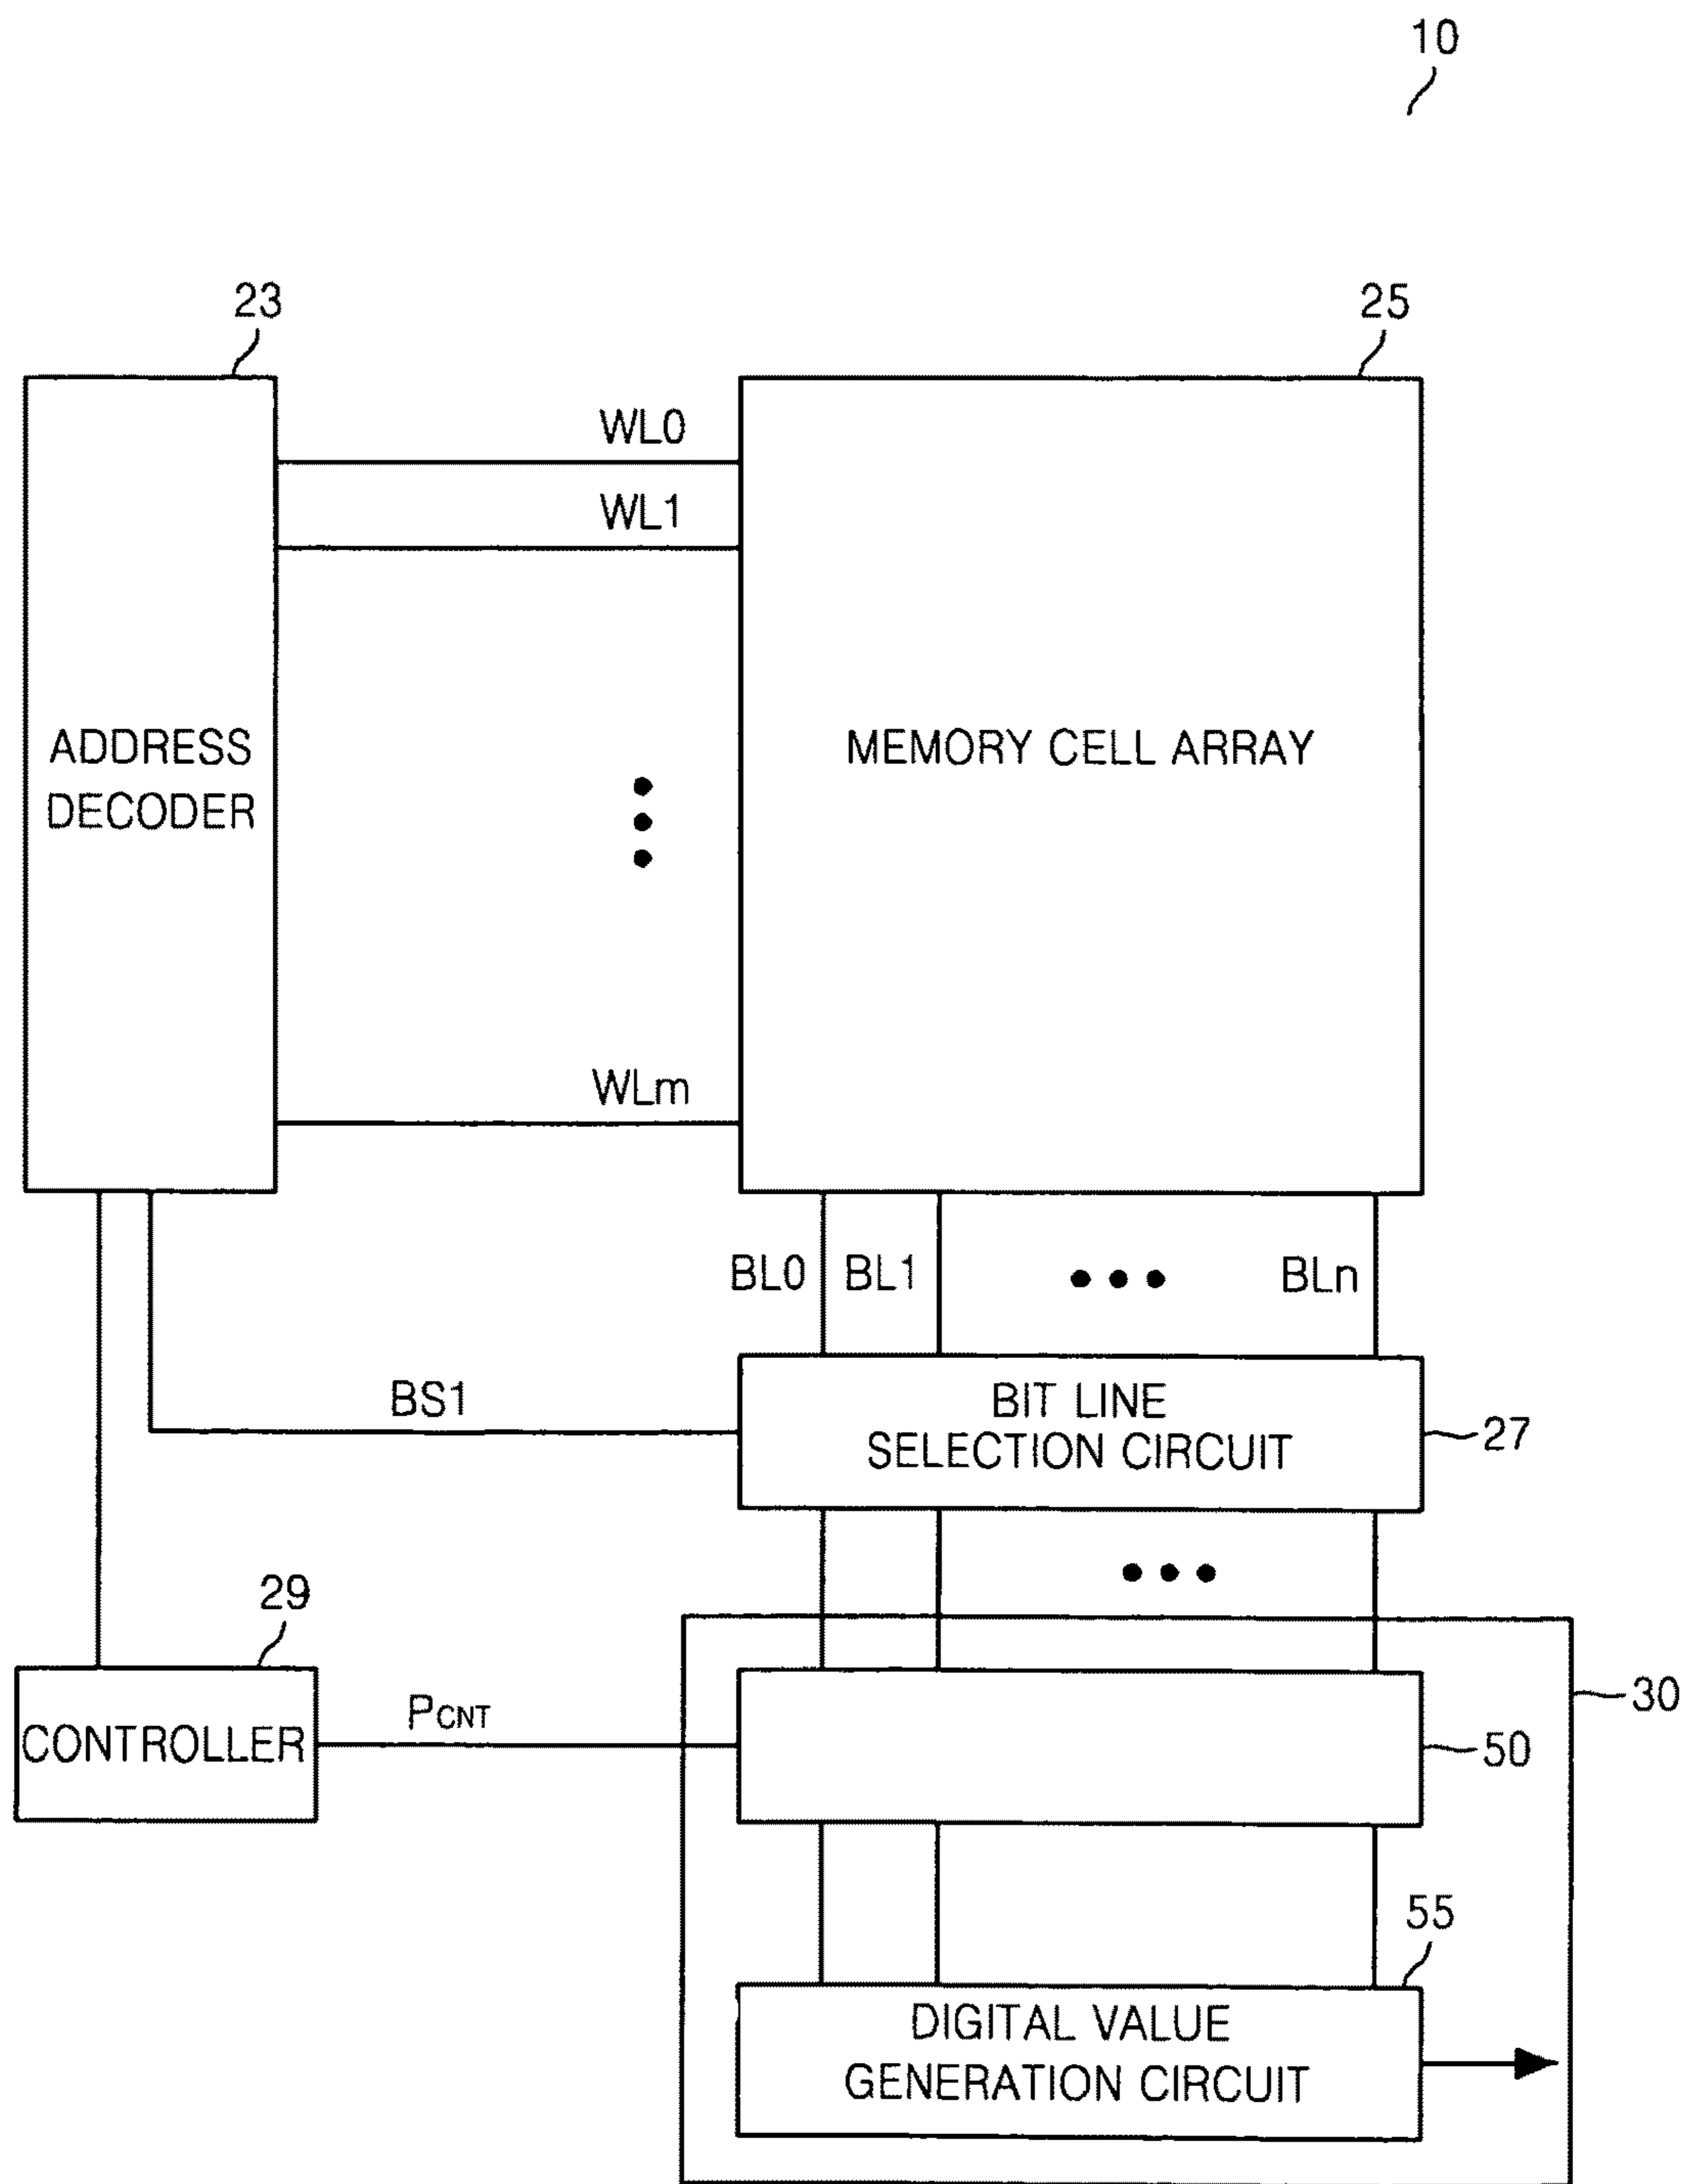 10
23
25
WL0
WL1
ADDRESS
DECODER
MEMORY CELL ARRAY
WLm
BL0
BL1
BLn
BS1
BIT LINE
SELECTION CIRCUIT
27
29
CONTROLLER
PCNT
30
50
55
DIGITAL VALUE
GENERATION CIRCUIT